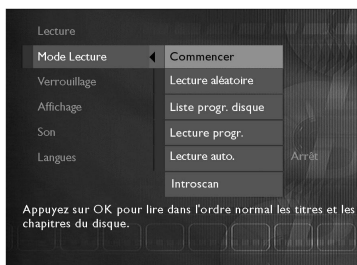 Lecture
Mode Lecture
Verrouillage
Affichage
Son
Langues
Commencer
Lecture aléatoire
Liste progr. disque
Lecture progr.
Lecture auto.
Introscan
Arrêt
Appuyez sur OK pour lire dans l'ordre normal les titres et les
chapitres du disque.